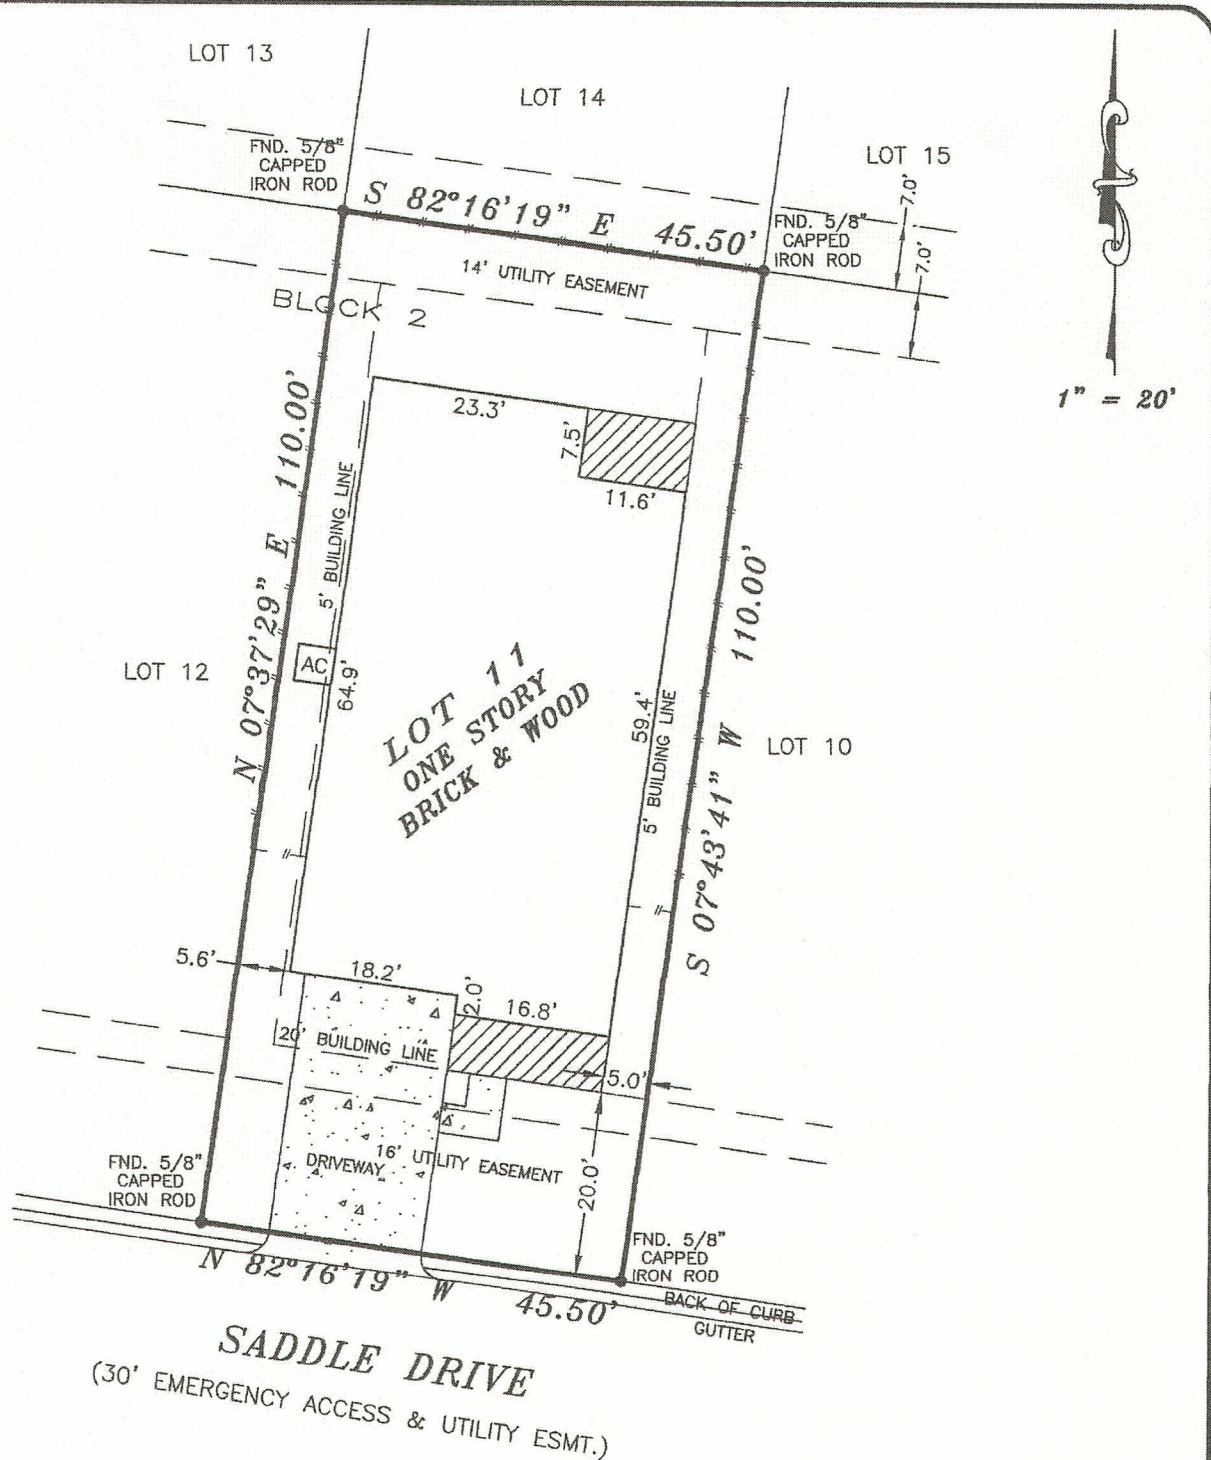 LOT 13
LOT 14
LOT 15
FND. 5/8"
CAPPED
IRON ROD
S 82°16'19" E 45.50'
FND. 5/8"
CAPPED
IRON ROD
7.0'
7.0'
14' UTILITY EASEMENT
BLOCK 2
1" = 20'
23.3'
7.5'
11.6'
N 07°37'29" E 110.00'
5' BUILDING LINE
S 07°43'41" W 110.00'
LOT 12
AC
64.9'
LOT 11
ONE STORY
BRICK & WOOD
59.4'
5' BUILDING LINE
LOT 10
5.6'
18.2'
2.0'
16.8'
20' BUILDING LINE
5.0'
16' UTILITY EASEMENT
DRIVEWAY
20.0'
FND. 5/8"
CAPPED
IRON ROD
FND. 5/8"
CAPPED
IRON ROD
N 82°16'19" W 45.50'
BACK OF CURB
GUTTER
SADDLE DRIVE
(30' EMERGENCY ACCESS & UTILITY ESMT.)